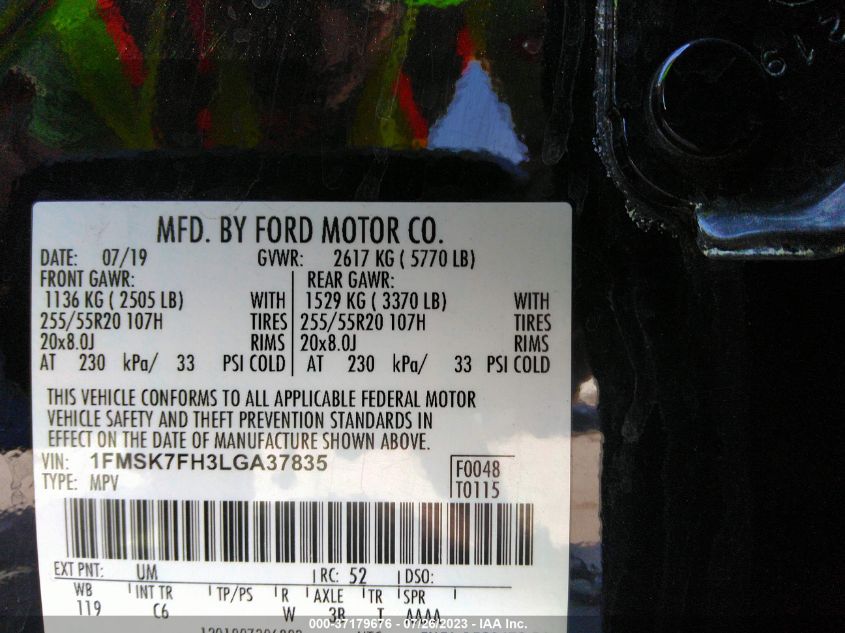 MFD. BY FORD MOTOR CO.
DATE: 07/19 GVWR: 2617 KG ( 5770 LB)
FRONT GAWR: REAR GAWR:
1136 KG ( 2505 LB) WITH 1529 KG ( 3370 LB) WITH
255/55R20 107H TIRES 255/55R20 107H TIRES
20x8.0J RIMS 20x8.0J RIMS
AT 230 kPa/ 33 PSI COLD AT 230 kPa/ 33 PSI COLD
THIS VEHICLE CONFORMS TO ALL APPLICABLE FEDERAL MOTOR
VEHICLE SAFETY AND THEFT PREVENTION STANDARDS IN
EFFECT ON THE DATE OF MANUFACTURE SHOWN ABOVE.
VIN: 1FMSK7FH3LGA37835 F0048
TYPE: MPV T0115
EXT PNT: UM RC: 52 DSO:
WB INT TR TP/PS R AXLE TR SPR
119 C6 W 3B T AAAA
000-37179676 - 07/26/2023 - IAA Inc.